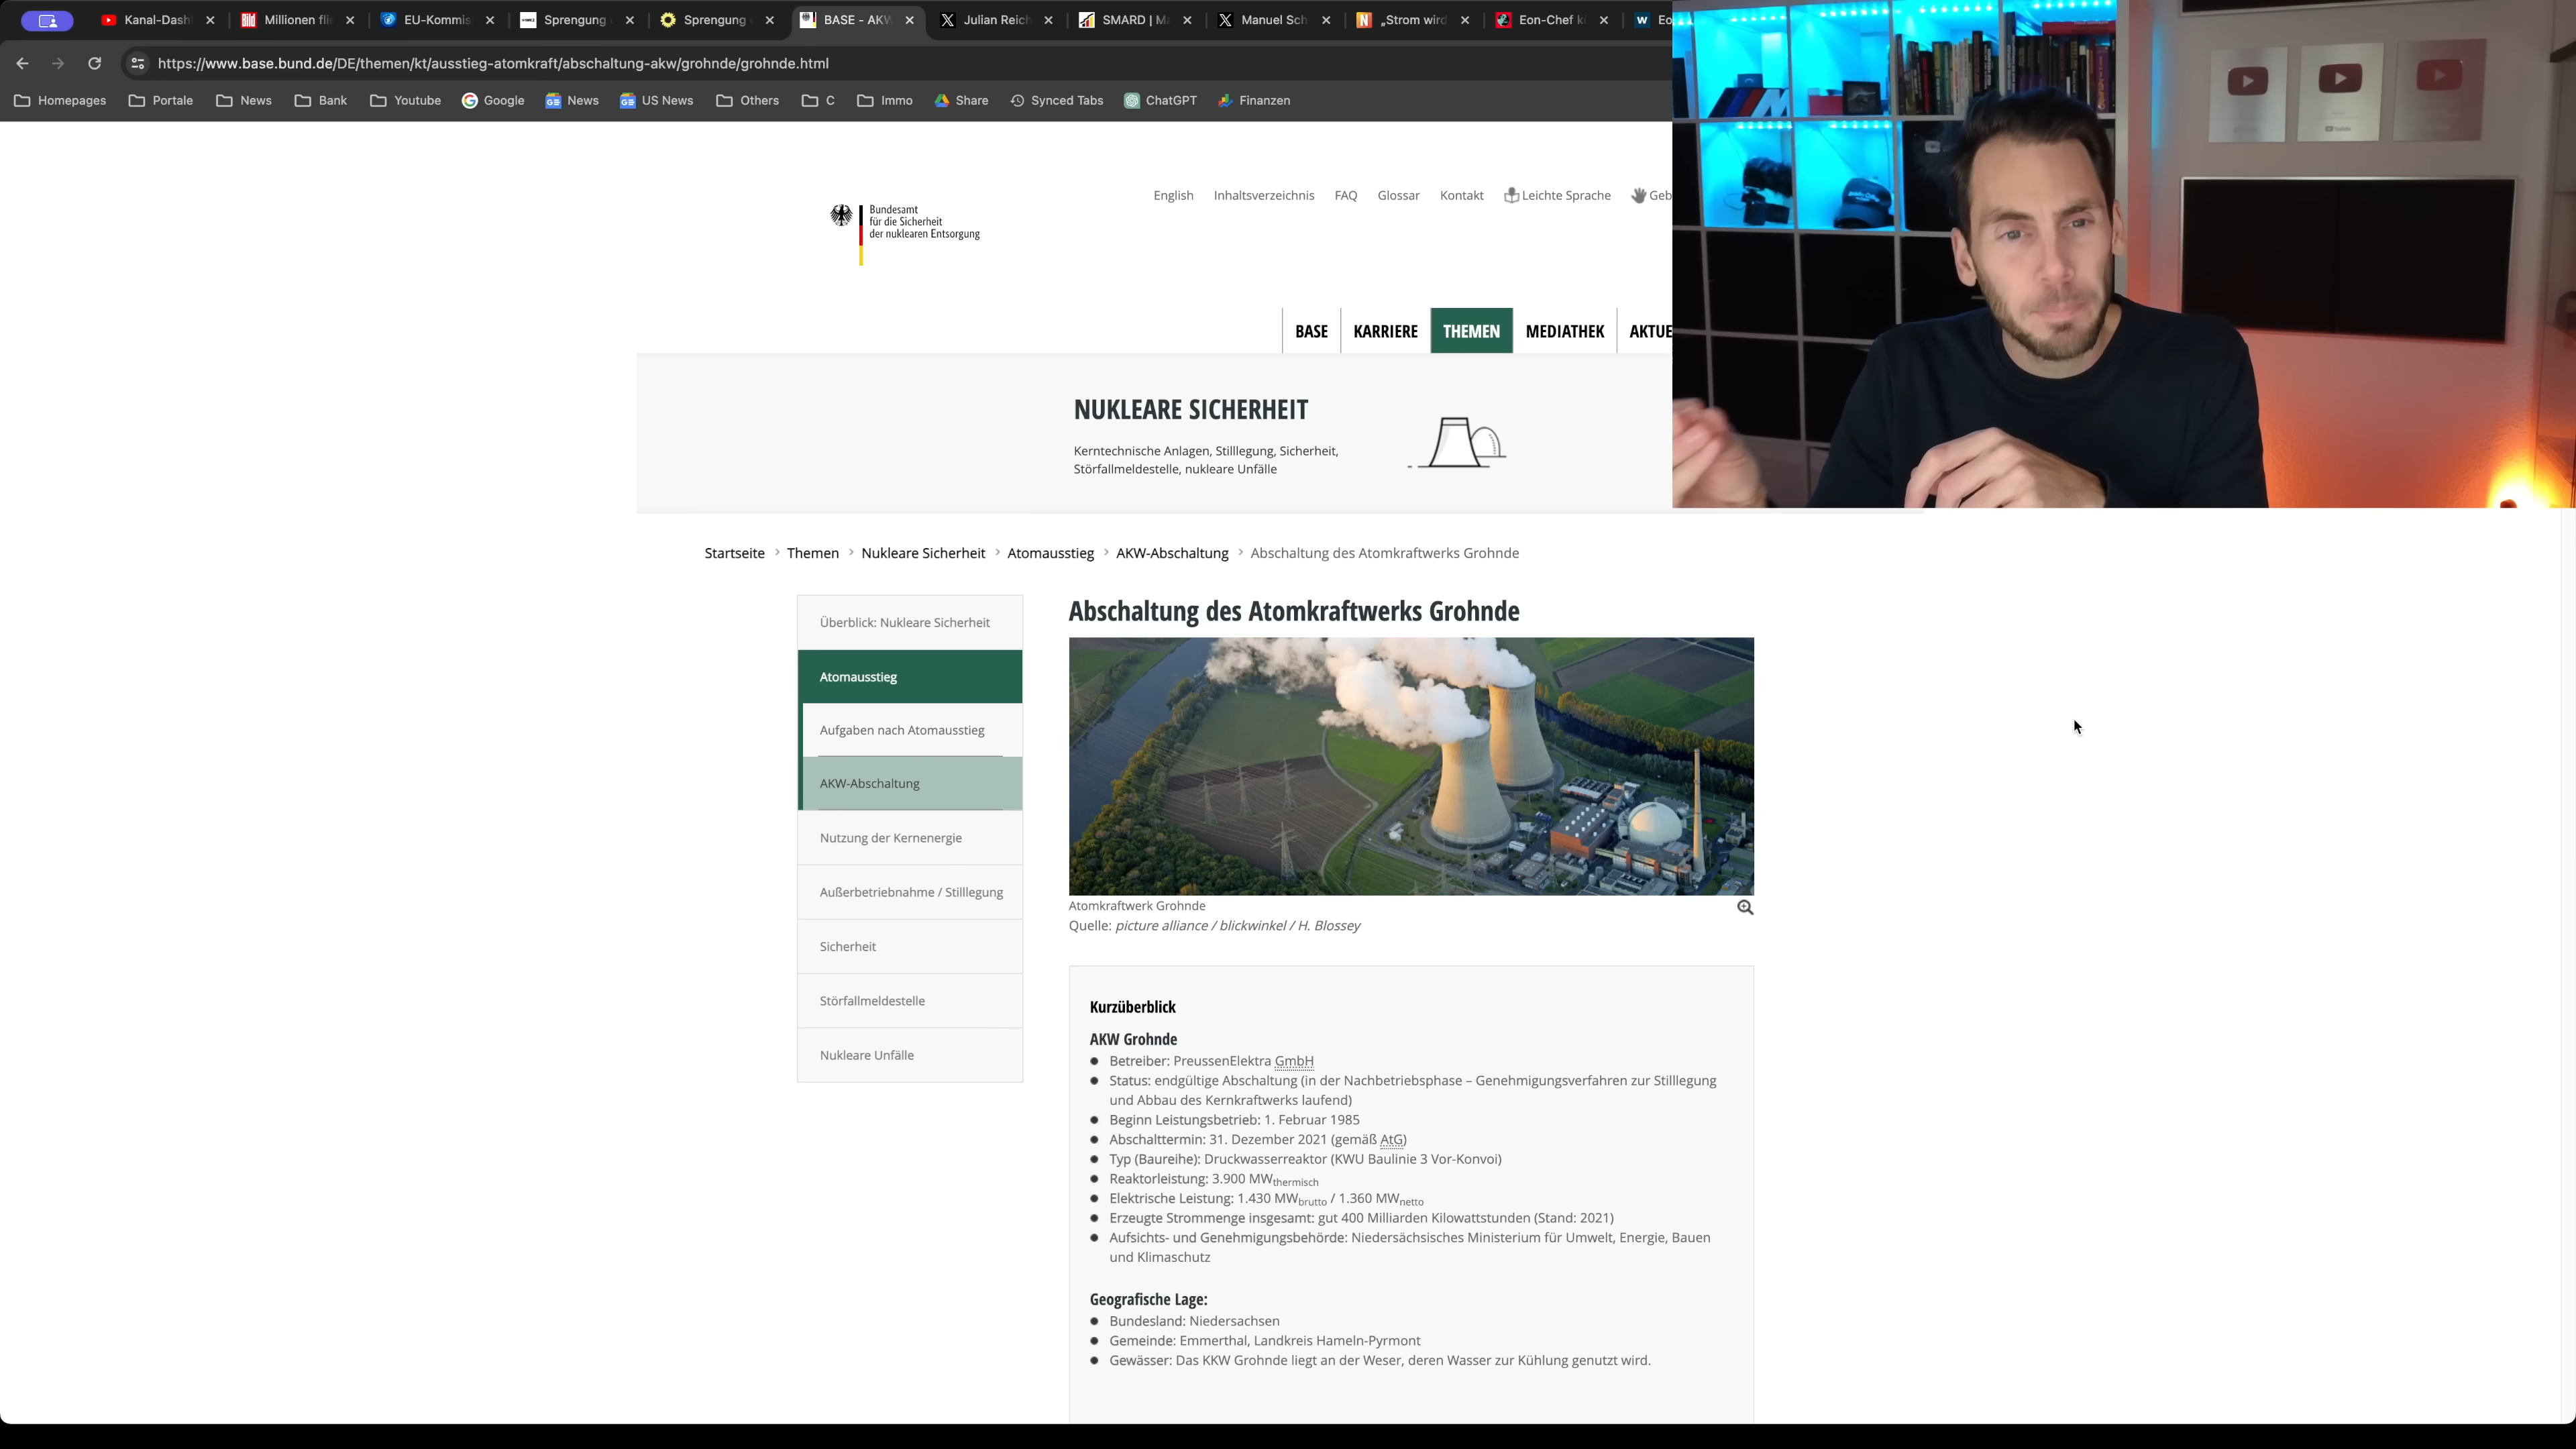 Kanal-Dash
Millionen fli
EU-Kommis
Sprengung
Sprengung
BASE - AKW
Julian Reich
SMARD | Ma
Manuel Sch
„Strom wird
Eon-Chef k
Eo
https://www.base.bund.de/DE/themen/kt/ausstieg-atomkraft/abschaltung-akw/grohnde/grohnde.html
Homepages Portale News Bank Youtube Google News US News Others C Immo Share Synced Tabs ChatGPT Finanzen
Bundesamt
für die Sicherheit
der nuklearen Entsorgung
English Inhaltsverzeichnis FAQ Glossar Kontakt Leichte Sprache Geb
BASE KARRIERE THEMEN MEDIATHEK AKTUE
NUKLEARE SICHERHEIT
Kerntechnische Anlagen, Stilllegung, Sicherheit,
Störfallmeldestelle, nukleare Unfälle
Startseite > Themen > Nukleare Sicherheit > Atomausstieg > AKW-Abschaltung > Abschaltung des Atomkraftwerks Grohnde
Überblick: Nukleare Sicherheit
Atomausstieg
Aufgaben nach Atomausstieg
AKW-Abschaltung
Nutzung der Kernenergie
Außerbetriebnahme / Stilllegung
Sicherheit
Störfallmeldestelle
Nukleare Unfälle
Abschaltung des Atomkraftwerks Grohnde
Atomkraftwerk Grohnde
Quelle: picture alliance / blickwinkel / H. Blossey
Kurzüberblick
AKW Grohnde
Betreiber: PreussenElektra GmbH
Status: endgültige Abschaltung (in der Nachbetriebsphase – Genehmigungsverfahren zur Stilllegung
und Abbau des Kernkraftwerks laufend)
Beginn Leistungsbetrieb: 1. Februar 1985
Abschalttermin: 31. Dezember 2021 (gemäß AtG)
Typ (Baureihe): Druckwasserreaktor (KWU Baulinie 3 Vor-Konvoi)
Reaktorleistung: 3.900 MWthermisch
Elektrische Leistung: 1.430 MWbrutto / 1.360 MWnetto
Erzeugte Strommenge insgesamt: gut 400 Milliarden Kilowattstunden (Stand: 2021)
Aufsichts- und Genehmigungsbehörde: Niedersächsisches Ministerium für Umwelt, Energie, Bauen
und Klimaschutz
Geografische Lage:
Bundesland: Niedersachsen
Gemeinde: Emmerthal, Landkreis Hameln-Pyrmont
Gewässer: Das KKW Grohnde liegt an der Weser, deren Wasser zur Kühlung genutzt wird.